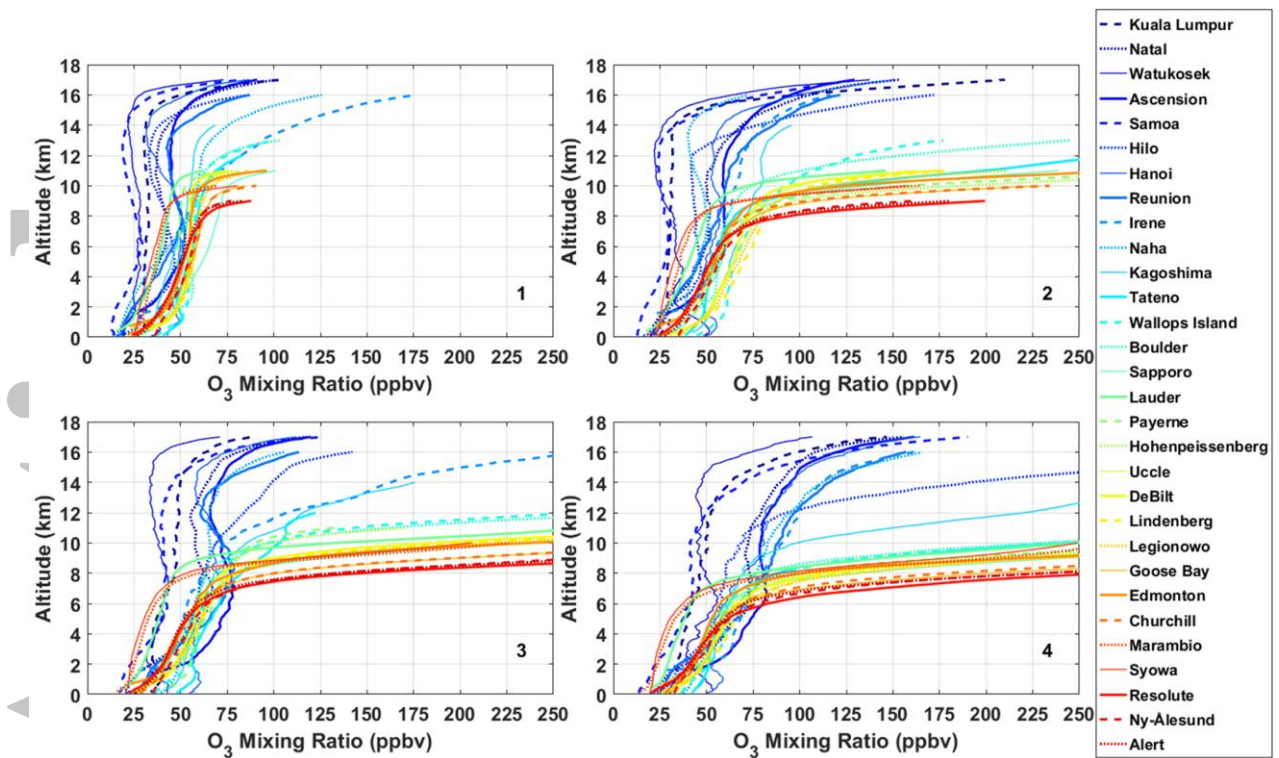 18
16
14
12
10
8
6
4
2
0
Altitude (km)
0 25 50 75 100 125 150 175 200 225 250
O3 Mixing Ratio (ppbv)
1
18
16
14
12
10
8
6
4
2
0
Altitude (km)
0 25 50 75 100 125 150 175 200 225 250
O3 Mixing Ratio (ppbv)
2
18
16
14
12
10
8
6
4
2
0
Altitude (km)
0 25 50 75 100 125 150 175 200 225 250
O3 Mixing Ratio (ppbv)
3
18
16
14
12
10
8
6
4
2
0
Altitude (km)
0 25 50 75 100 125 150 175 200 225 250
O3 Mixing Ratio (ppbv)
4
Kuala Lumpur
Natal
Watukosek
Ascension
Samoa
Hilo
Hanoi
Reunion
Irene
Naha
Kagoshima
Tateno
Wallops Island
Boulder
Sapporo
Lauder
Payerne
Hohenpeissenberg
Uccle
DeBilt
Lindenberg
Legionowo
Goose Bay
Edmonton
Churchill
Marambio
Syowa
Resolute
Ny-Ålesund
Alert